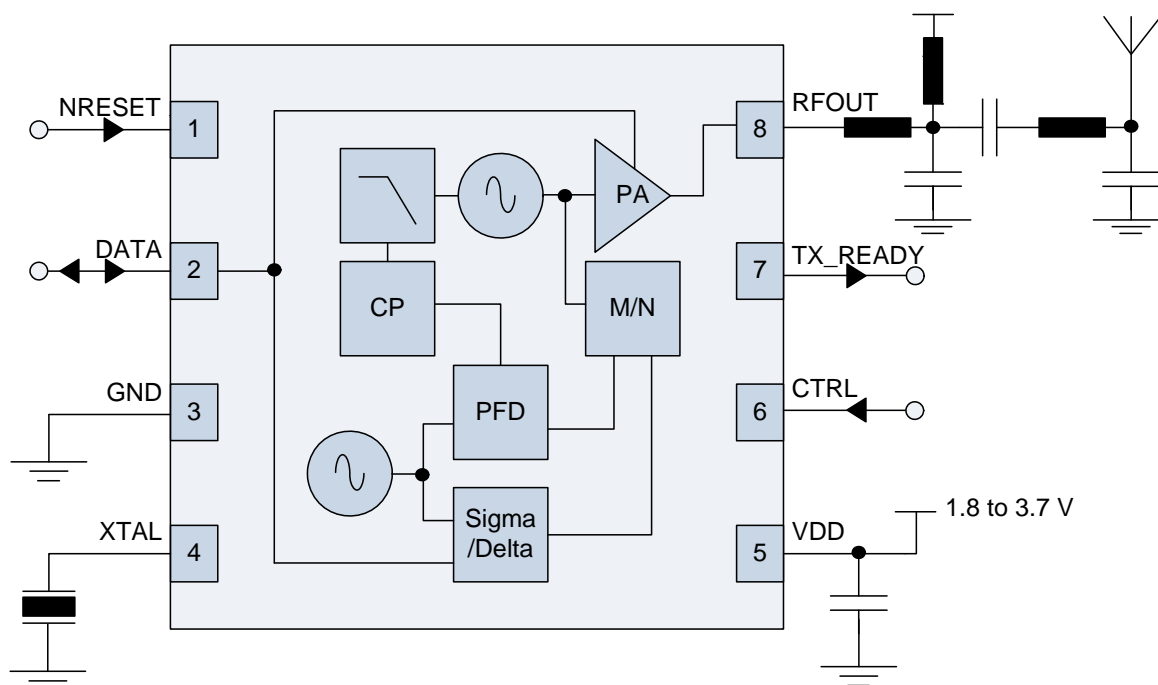 NRESET
1
DATA
2
GND
3
XTAL
4
CP
PA
M/N
PFD
Sigma
/Delta
8
RFOUT
7
TX_READY
6
CTRL
5
VDD
1.8 to 3.7 V